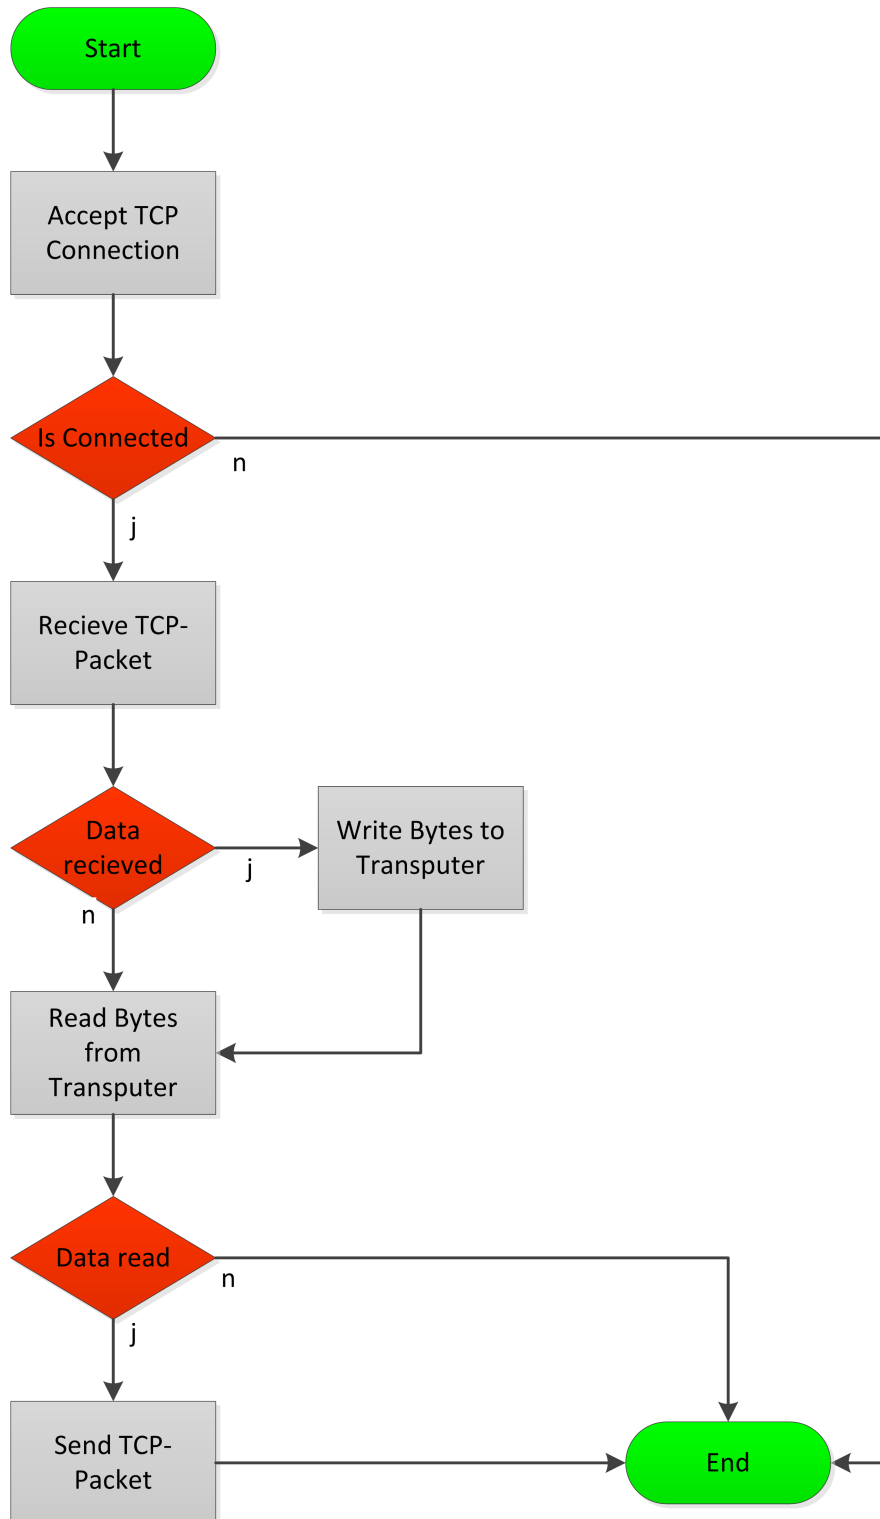 Start
Accept TCP
Connection
Is Connected
n
j
Recieve TCP-
Packet
Data
recieved
j
n
Write Bytes to
Transputer
Read Bytes
from
Transputer
Data read
n
j
Send TCP-
Packet
End